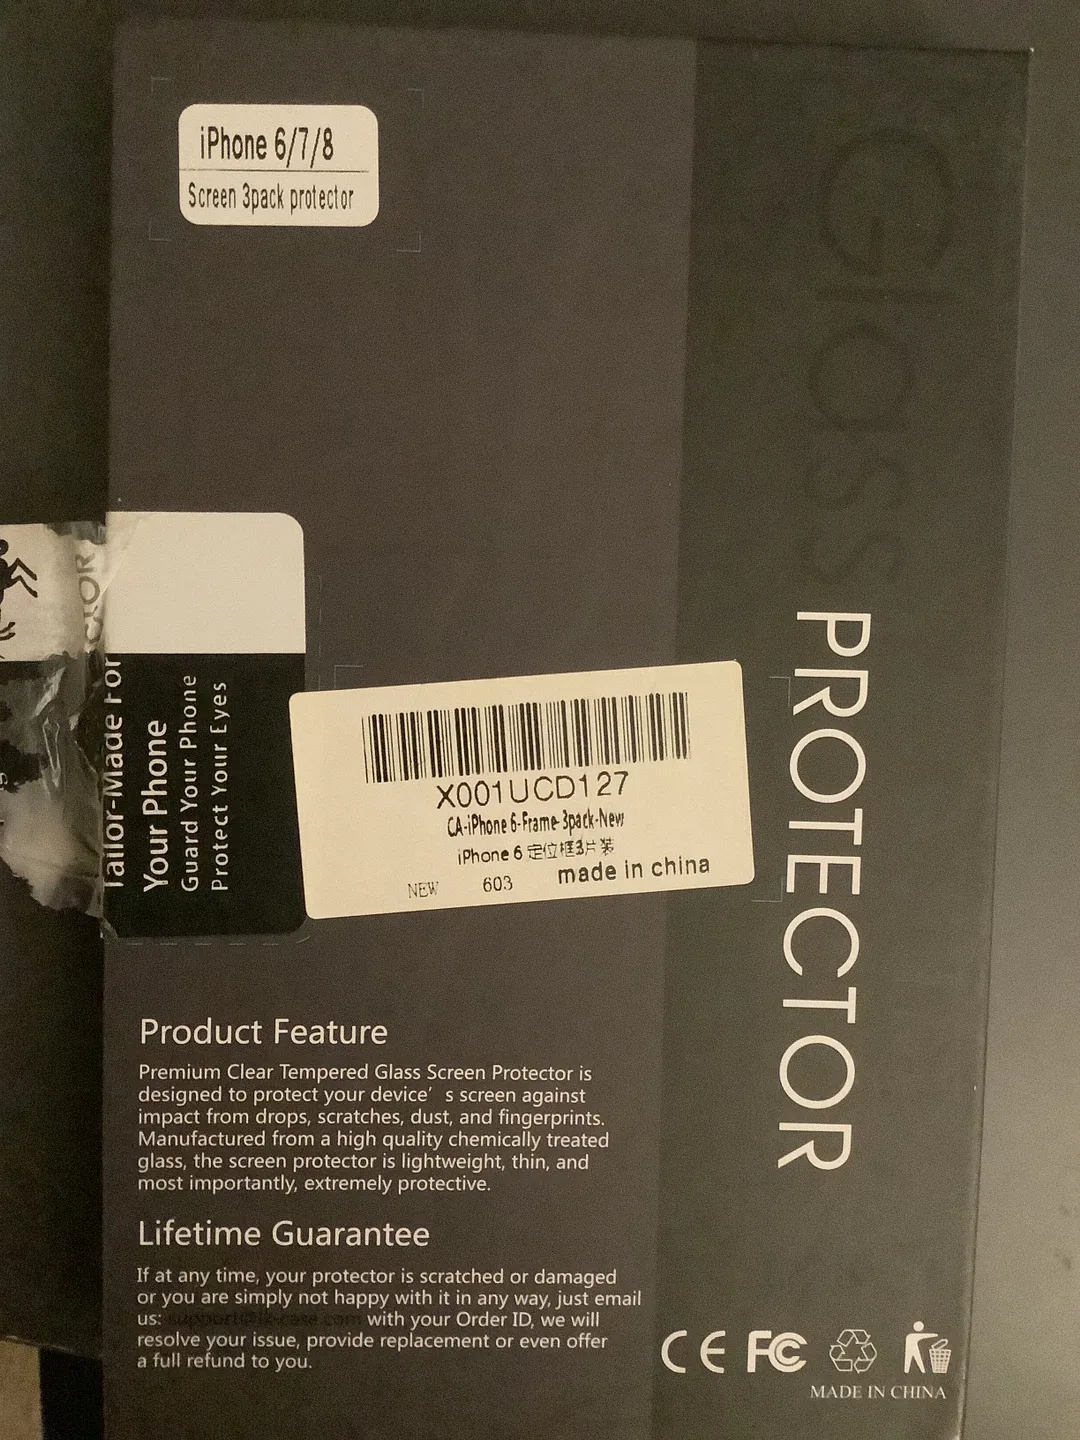 iPhone 6/7/8
Screen 3pack protector
Glass
PROTECTOR
Tailor-Made For
Your Phone
Guard Your Phone
Protect Your Eyes
X001UCD127
CA-iPhone 6-Frame-3pack-New
iPhone 6 定位框3片装
NEW 603 made in china
Product Feature
Premium Clear Tempered Glass Screen Protector is
designed to protect your device’ s screen against
impact from drops, scratches, dust, and fingerprints.
Manufactured from a high quality chemically treated
glass, the screen protector is lightweight, thin, and
most importantly, extremely protective.
Lifetime Guarantee
If at any time, your protector is scratched or damaged
or you are simply not happy with it in any way, just email
us: support@lk-case.com with your Order ID, we will
resolve your issue, provide replacement or even offer
a full refund to you.
CE FC
MADE IN CHINA